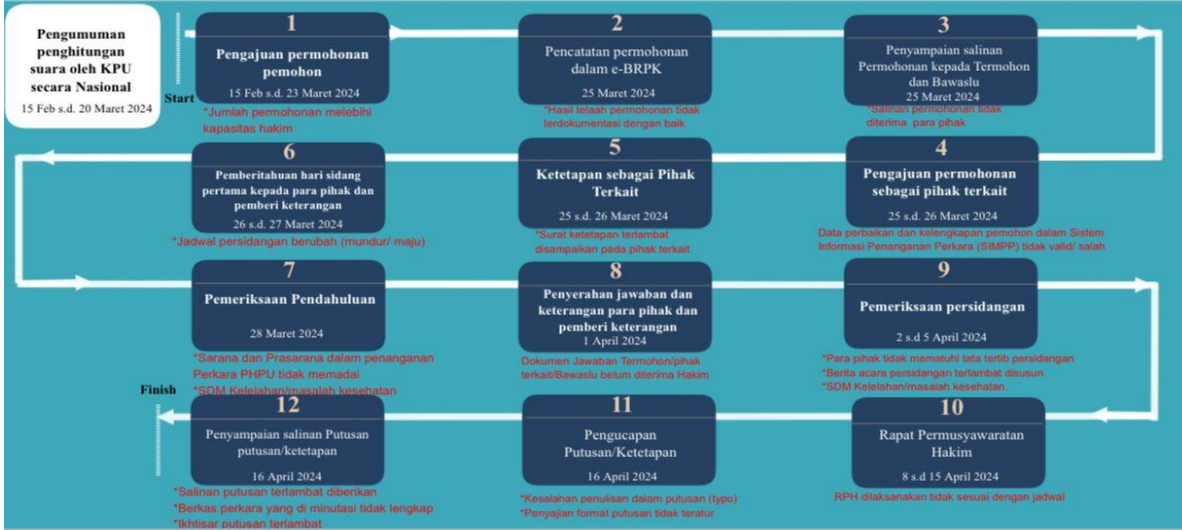 Pengumuman
penghitungan
suara oleh KPU
secara Nasional
15 Feb s.d. 20 Maret 2024
Start
1
Pengajuan permohonan
pemohon
15 Feb s.d. 23 Maret 2024
*Jumlah permohonan melebihi
kapasitas hakim
2
Pencatatan permohonan
dalam e-BRPK
25 Maret 2024
*Hasil telaah permohonan tidak
terdokumentasi dengan baik
3
Penyampaian salinan
Permohonan kepada Termohon
dan Bawaslu
25 Maret 2024
*Salinan permohonan tidak
diterima para pihak
4
Pengajuan permohonan
sebagai pihak terkait
25 s.d. 26 Maret 2024
Data perbaikan dan kelengkapan pemohon dalam Sistem
Informasi Penanganan Perkara (SIMPP) tidak valid/ salah
5
Ketetapan sebagai Pihak
Terkait
25 s.d. 26 Maret 2024
*Surat ketetapan terlambat
disampaikan pada pihak terkait
6
Pemberitahuan hari sidang
pertama kepada para pihak dan
pemberi keterangan
26 s.d. 27 Maret 2024
*Jadwal persidangan berubah (mundur/ maju)
7
Pemeriksaan Pendahuluan
28 Maret 2024
*Sarana dan Prasarana dalam penanganan
Perkara PHPU tidak memadai
*SDM Kelelahan/masalah kesehatan
8
Penyerahan jawaban dan
keterangan para pihak dan
pemberi keterangan
1 April 2024
Dokumen Jawaban Termohon/pihak
terkait/Bawaslu belum diterima Hakim
9
Pemeriksaan persidangan
2 s.d 5 April 2024
*Para pihak tidak mematuhi tata tertib persidangan
*Berita acara persidangan terlambat disusun
*SDM Kelelahan/masalah kesehatan.
10
Rapat Permusyawaratan
Hakim
8 s.d 15 April 2024
RPH dilaksanakan tidak sesuai dengan jadwal
11
Pengucapan
Putusan/Ketetapan
16 April 2024
*Kesalahan penulisan dalam putusan (typo)
*Penyajian format putusan tidak teratur
12
Penyampaian salinan Putusan
putusan/ketetapan
16 April 2024
*Salinan putusan terlambat diberikan
*Berkas perkara yang di minutasi tidak lengkap
*Ikhtisar putusan terlambat
Finish